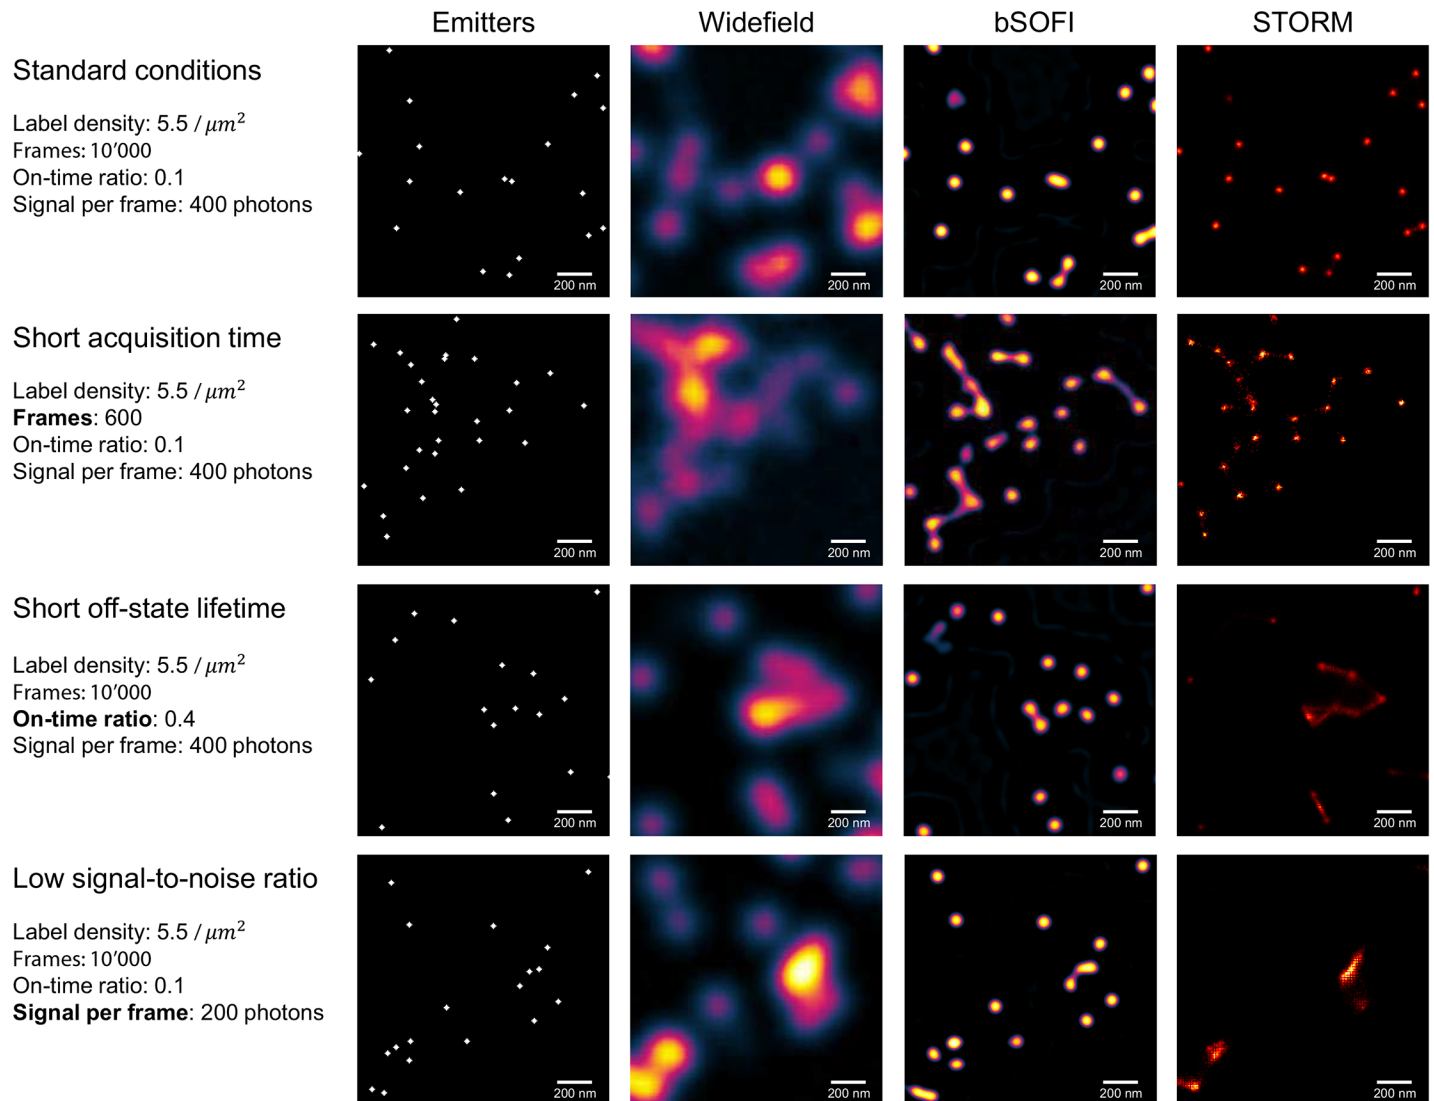 Emitters Widefield bSOFI STORM
Standard conditions
Label density: 5.5 / μm²
Frames: 10’000
On-time ratio: 0.1
Signal per frame: 400 photons
200 nm 200 nm 200 nm 200 nm
Short acquisition time
Label density: 5.5 / μm²
Frames: 600
On-time ratio: 0.1
Signal per frame: 400 photons
200 nm 200 nm 200 nm 200 nm
Short off-state lifetime
Label density: 5.5 / μm²
Frames: 10’000
On-time ratio: 0.4
Signal per frame: 400 photons
200 nm 200 nm 200 nm 200 nm
Low signal-to-noise ratio
Label density: 5.5 / μm²
Frames: 10’000
On-time ratio: 0.1
Signal per frame: 200 photons
200 nm 200 nm 200 nm 200 nm